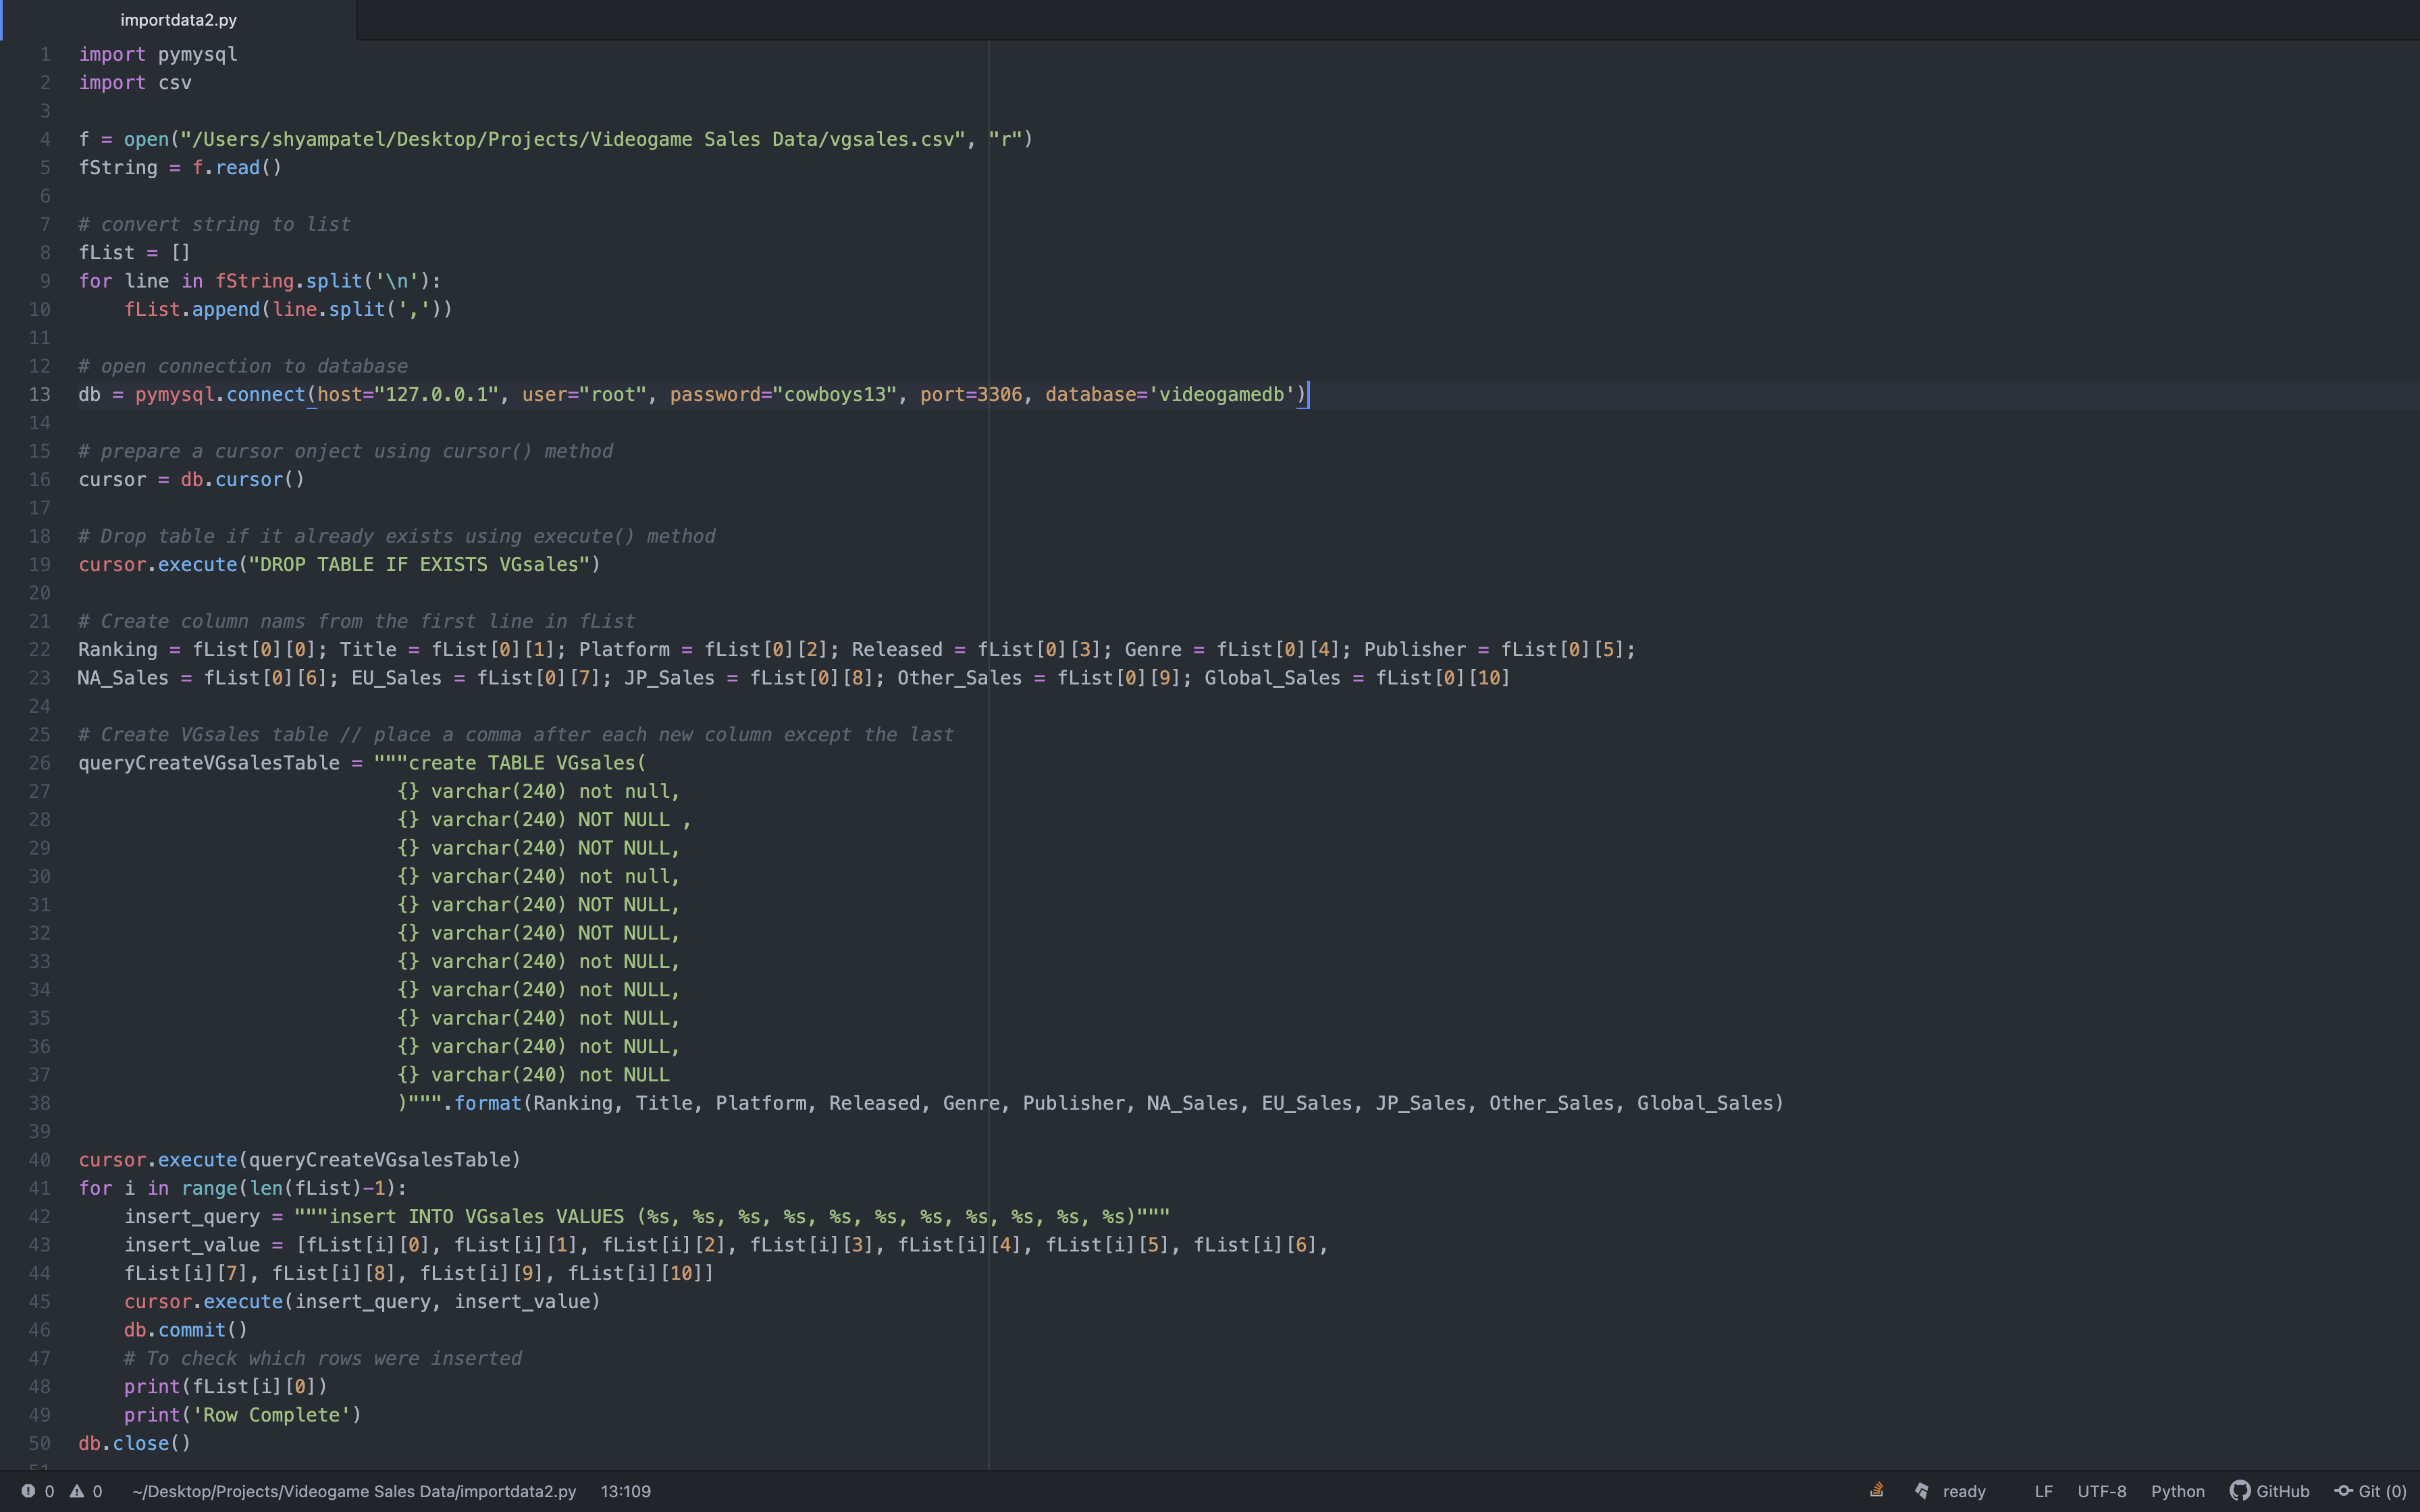 importdata2.py
1 import pymysql
2 import csv
3
4 f = open("/Users/shyampatel/Desktop/Projects/Videogame Sales Data/vgsales.csv", "r")
5 fString = f.read()
6
7 # convert string to list
8 fList = []
9 for line in fString.split('\n'):
10     fList.append(line.split(','))
11
12 # open connection to database
13 db = pymysql.connect(host="127.0.0.1", user="root", password="cowboys13", port=3306, database='videogamedb')
14
15 # prepare a cursor onject using cursor() method
16 cursor = db.cursor()
17
18 # Drop table if it already exists using execute() method
19 cursor.execute("DROP TABLE IF EXISTS VGsales")
20
21 # Create column nams from the first line in fList
22 Ranking = fList[0][0]; Title = fList[0][1]; Platform = fList[0][2]; Released = fList[0][3]; Genre = fList[0][4]; Publisher = fList[0][5];
23 NA_Sales = fList[0][6]; EU_Sales = fList[0][7]; JP_Sales = fList[0][8]; Other_Sales = fList[0][9]; Global_Sales = fList[0][10]
24
25 # Create VGsales table // place a comma after each new column except the last
26 queryCreateVGsalesTable = """create TABLE VGsales(
27                             {} varchar(240) not null,
28                             {} varchar(240) NOT NULL ,
29                             {} varchar(240) NOT NULL,
30                             {} varchar(240) not null,
31                             {} varchar(240) NOT NULL,
32                             {} varchar(240) NOT NULL,
33                             {} varchar(240) not NULL,
34                             {} varchar(240) not NULL,
35                             {} varchar(240) not NULL,
36                             {} varchar(240) not NULL,
37                             {} varchar(240) not NULL
38                             )""".format(Ranking, Title, Platform, Released, Genre, Publisher, NA_Sales, EU_Sales, JP_Sales, Other_Sales, Global_Sales)
39
40 cursor.execute(queryCreateVGsalesTable)
41 for i in range(len(fList)-1):
42     insert_query = """insert INTO VGsales VALUES (%s, %s, %s, %s, %s, %s, %s, %s, %s, %s, %s)"""
43     insert_value = [fList[i][0], fList[i][1], fList[i][2], fList[i][3], fList[i][4], fList[i][5], fList[i][6],
44     fList[i][7], fList[i][8], fList[i][9], fList[i][10]]
45     cursor.execute(insert_query, insert_value)
46     db.commit()
47     # To check which rows were inserted
48     print(fList[i][0])
49     print('Row Complete')
50 db.close()
51
0 0 ~/Desktop/Projects/Videogame Sales Data/importdata2.py 13:109 ready LF UTF-8 Python GitHub Git (0)